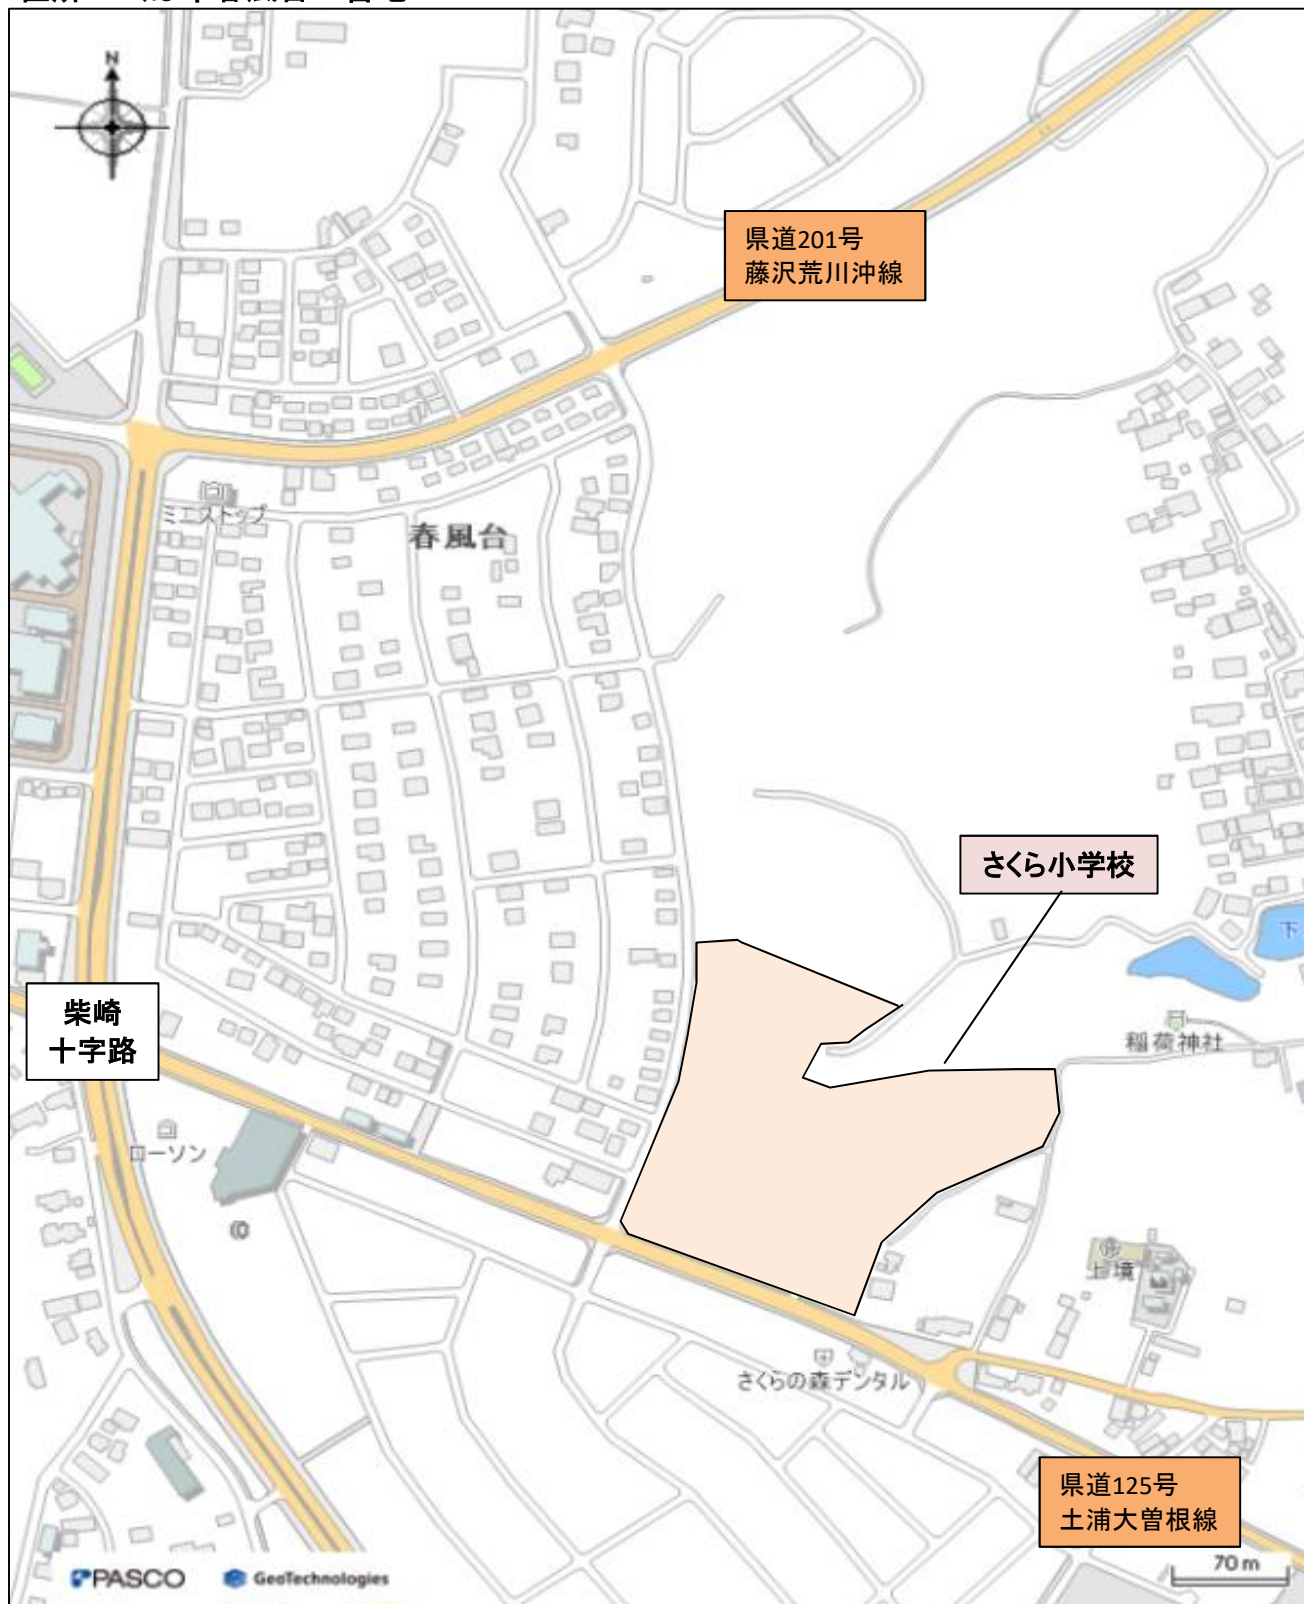 N
県道201号
藤沢荒川沖線
ミニストップ
春風台
さくら小学校
下
柴崎
十字路
稲荷神社
ローソン
上境
さくらの森デンタル
県道125号
土浦大曽根線
70 m
PASCO
GeoTechnologies